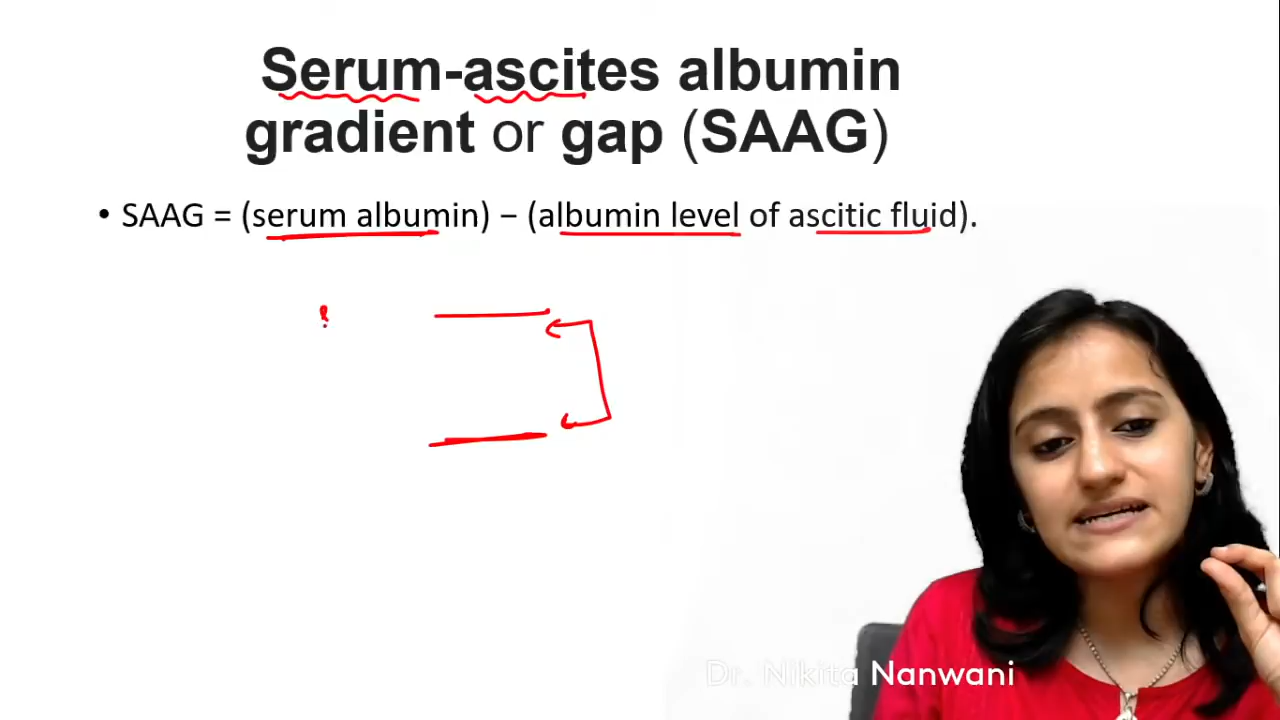 Serum-ascites albumin
gradient or gap (SAAG)
• SAAG = (serum albumin) − (albumin level of ascitic fluid).
Dr. Nikita Nanwani